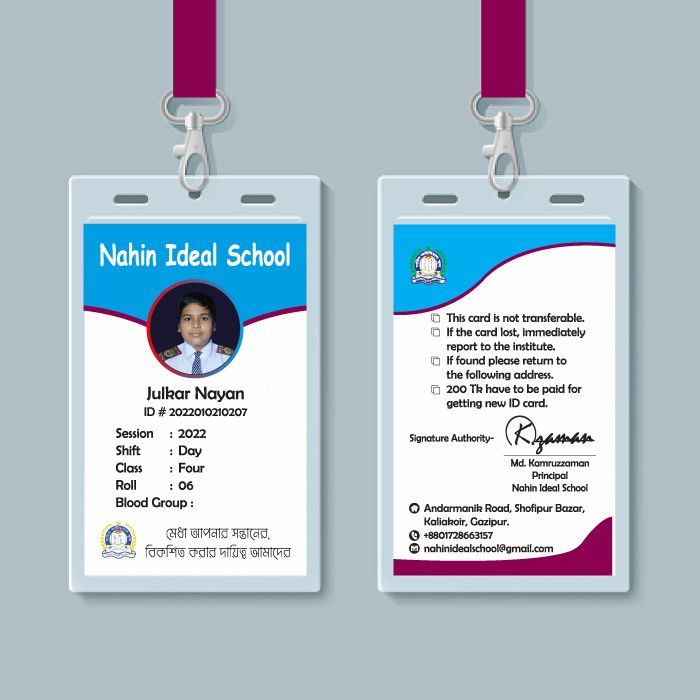 Nahin Ideal School
Julkar Nayan
ID # 2022010210207
Session : 2022
Shift : Day
Class : Four
Roll : 06
Blood Group :
মেধা আপনার সন্তানের,
বিকশিত করার দায়িত্ব আমাদের
This card is not transferable.
If the card lost, immediately
report to the institute.
If found please return to
the following address.
200 Tk have to be paid for
getting new ID card.
Signature Authority-
Kzaman
Md. Kamruzzaman
Principal
Nahin Ideal School
Andarmanik Road, Shofipur Bazar,
Kaliakoir, Gazipur.
+8801728663157
nahinidealschool@gmail.com